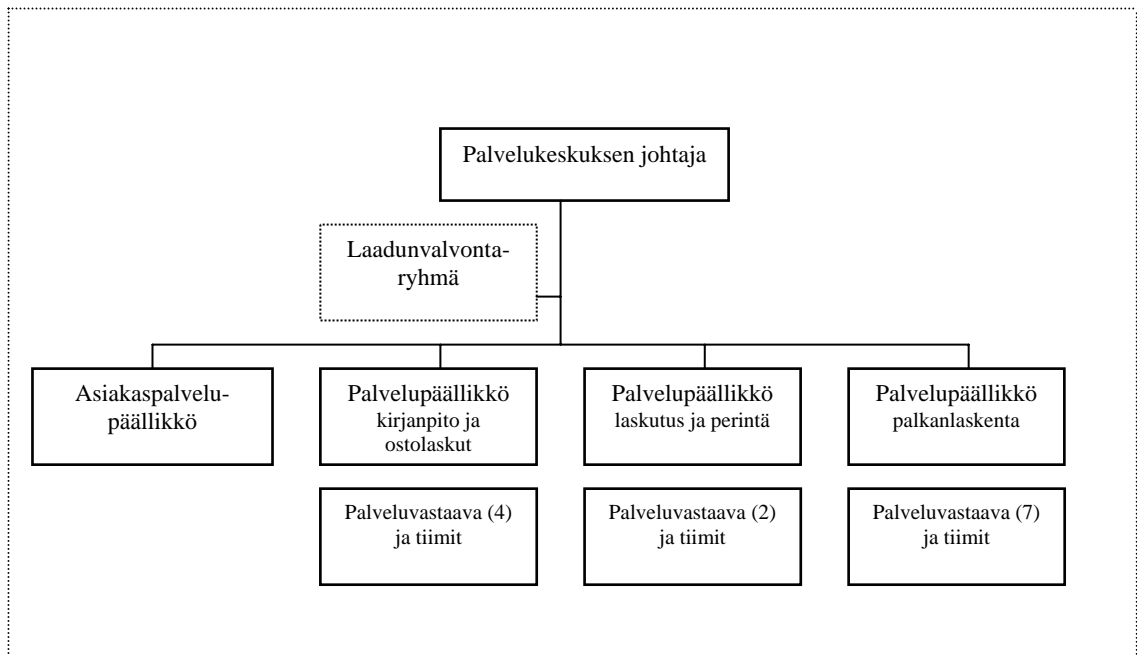 Palvelukeskuksen johtaja
Laadunvalvonta-
ryhmä
Asiakaspalvelu-
päällikkö
Palvelupäällikkö
kirjanpito ja
ostolaskut
Palvelupäällikkö
laskutus ja perintä
Palvelupäällikkö
palkanlaskenta
Palveluvastaava (4)
ja tiimit
Palveluvastaava (2)
ja tiimit
Palveluvastaava (7)
ja tiimit